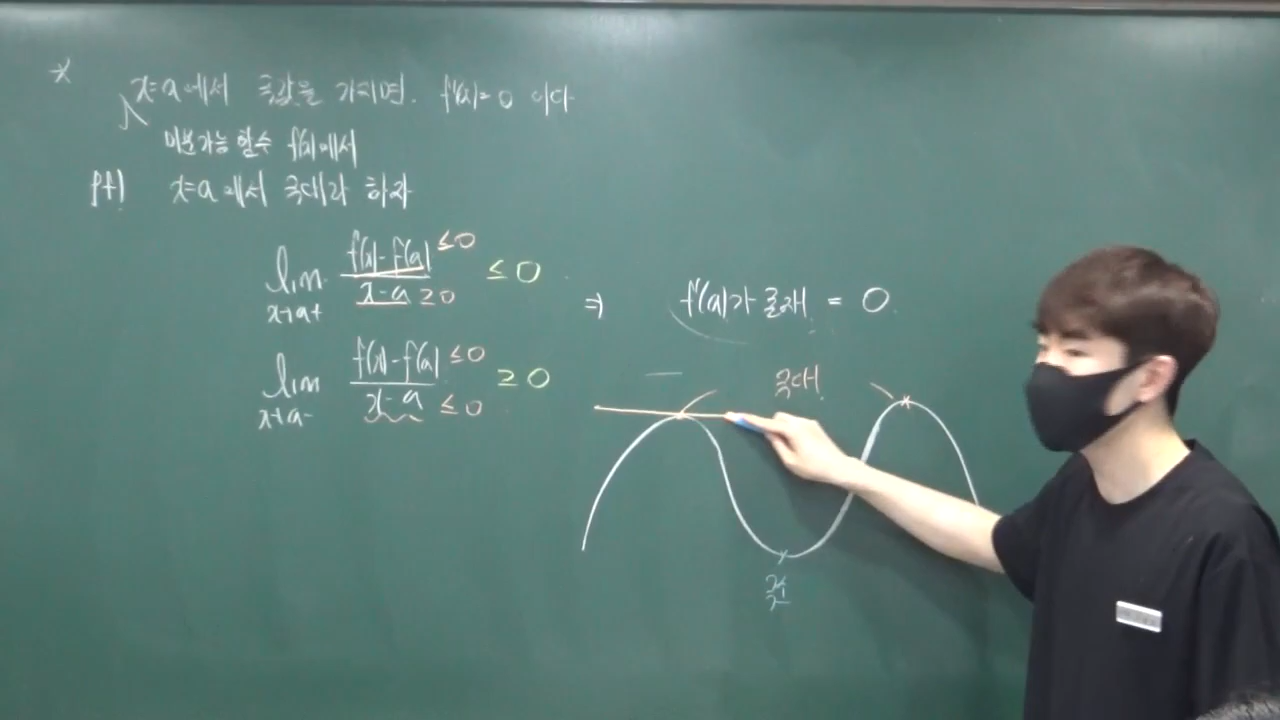 * x=a에서 극값을 가지면. f'(a)=0 이다
미분가능 함수 f(x)에서
pf) x=a에서 극대라 하자
lim x→a+ f(x)-f(a) ≤0 / x-a ≥0 ≤0
⇒ f'(a)가 존재 = 0
lim x→a- f(x)-f(a) ≤0 / x-a ≤0 ≥0
극대
극소